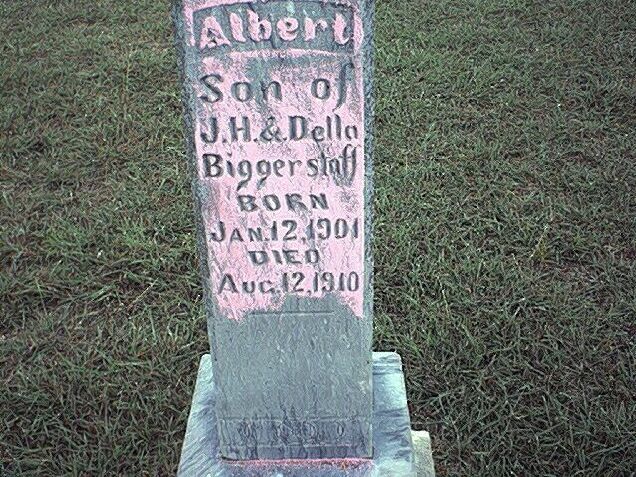 Albert
Son of
J.H. & Della
Biggerstaff
BORN
JAN. 12, 1901
DIED
AUG. 12, 1910